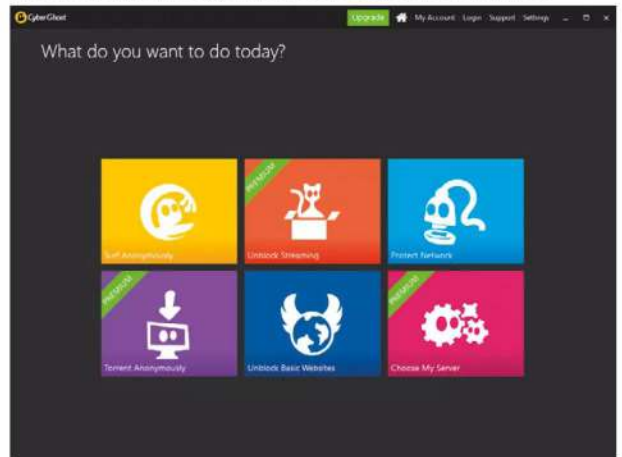 CyberGhost
Upgrade My Account Login Support Settings
What do you want to do today?
Surf Anonymously
PREMIUM
Unblock Streaming
Protect Network
PREMIUM
Torrent Anonymously
Unblock Basic Websites
PREMIUM
Choose My Server